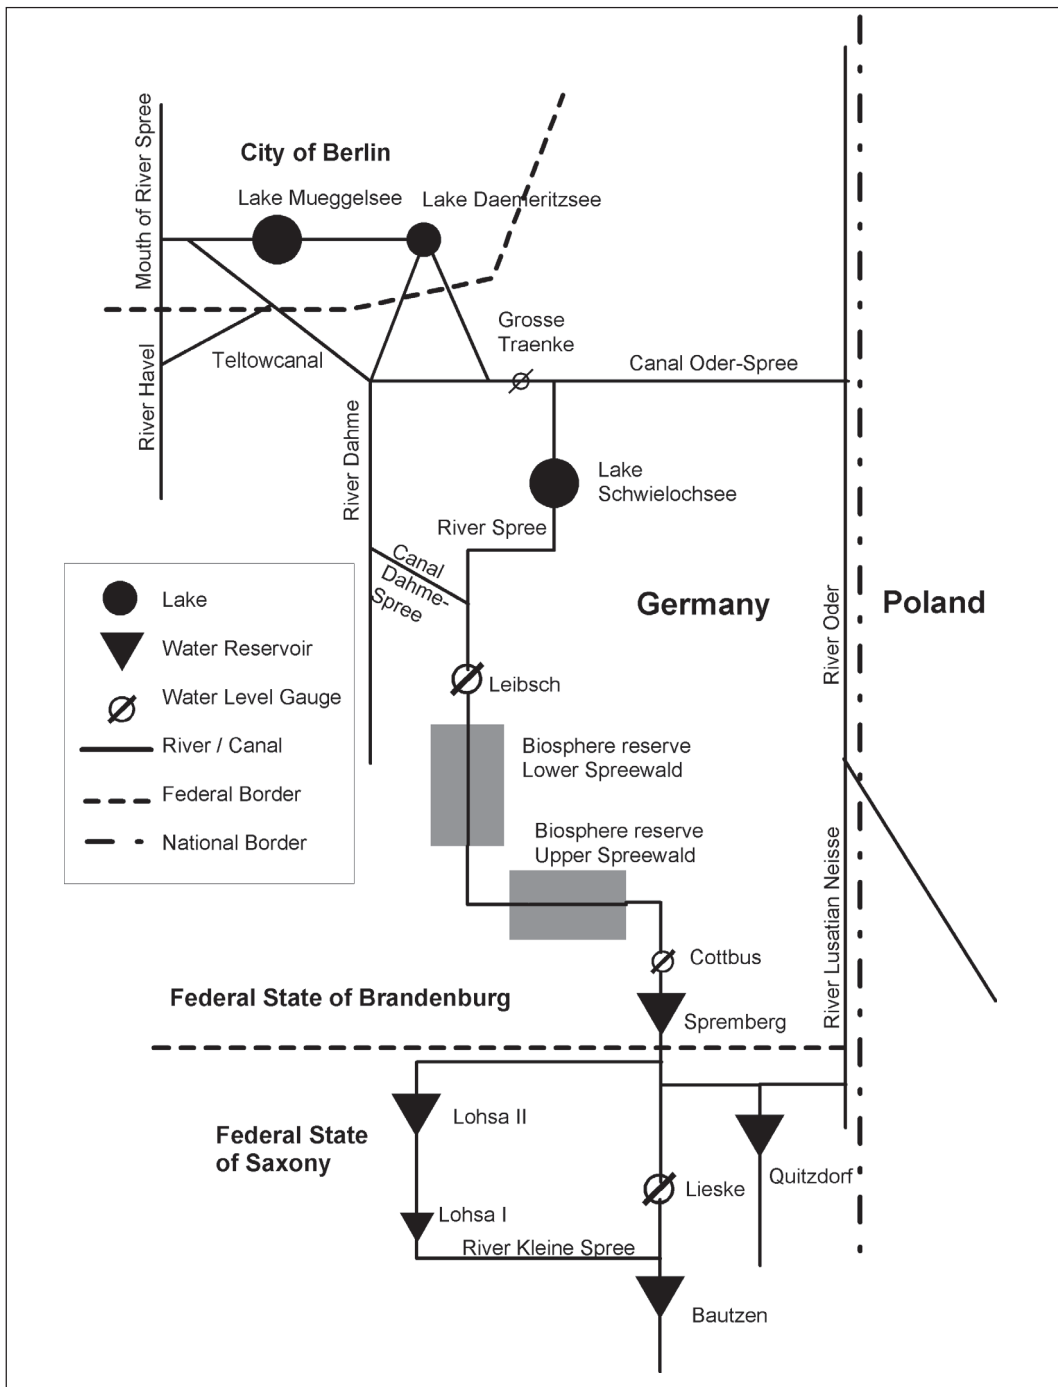 Mouth of River Spree
City of Berlin
Lake Mueggelsee
Lake Daemeritzsee
Grosse
Traenke
Canal Oder-Spree
Teltowcanal
River Havel
River Dahme
Lake
Schwielochsee
River Spree
Canal
Dahme-
Spree
Germany
Poland
River Oder
Lake
Water Reservoir
Water Level Gauge
River / Canal
Federal Border
National Border
Leibsch
Biosphere reserve
Lower Spreewald
Biosphere reserve
Upper Spreewald
River Lusatian Neisse
Cottbus
Federal State of Brandenburg
Spremberg
Lohsa II
Federal State
of Saxony
Quitzdorf
Lieske
Lohsa I
River Kleine Spree
Bautzen